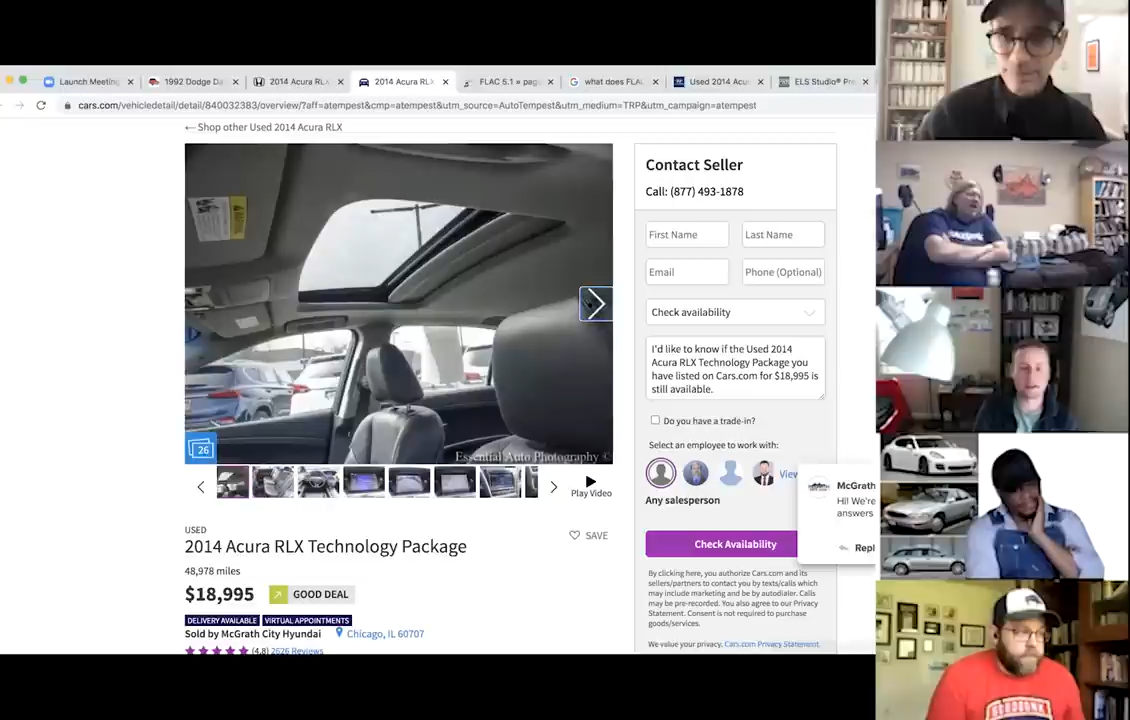 Launch Meeting
1992 Dodge Da
2014 Acura RLX
2014 Acura RLX
FLAC 5.1 =
what does FLA
Used 2014 Acur
ELS Studio® Pre
cars.com/vehicledetail/detail/840032383/overview/?aff=atempest&cmp=atempest&utm_source=AutoTempest&utm_medium=TRP&utm_campaign=atempest
←Shop other Used 2014 Acura RLX
Essential Auto Photography ©
26
Play Video
USED
SAVE
2014 Acura RLX Technology Package
48,978 miles
$18,995
GOOD DEAL
DELIVERY AVAILABLE
VIRTUAL APPOINTMENTS
Sold by McGrath City Hyundai
Chicago, IL 60707
(4.8) 2626 Reviews
Contact Seller
Call: (877) 493-1878
First Name
Last Name
Email
Phone (Optional)
Check availability
I'd like to know if the Used 2014
Acura RLX Technology Package you
have listed on Cars.com for $18,995 is
still available.
Do you have a trade-in?
Select an employee to work with:
View
Any salesperson
Check Availability
McGrath
Hi! We're
answers
Repl
By clicking here, you authorize Cars.com and its
sellers/partners to contact you by texts/calls which
may include marketing and be by autodialer. Calls
may be pre-recorded. You also agree to our Privacy
Statement. Consent is not required to purchase
goods/services.
We value your privacy. Cars.com Privacy Statement